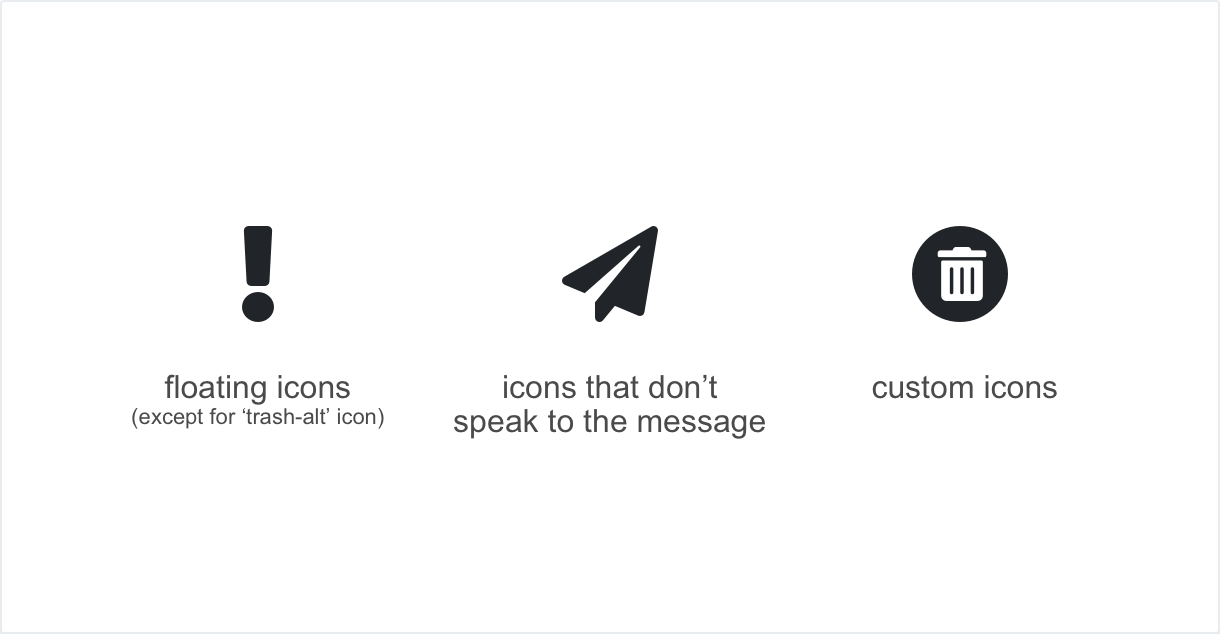 floating icons
(except for ‘trash-alt’ icon)
icons that don’t
speak to the message
custom icons